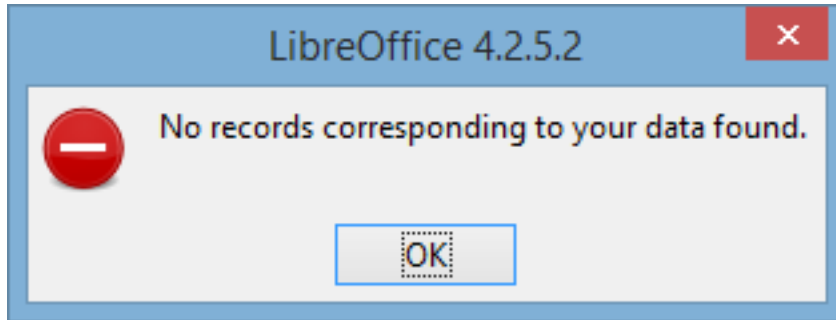 LibreOffice 4.2.5.2
No records corresponding to your data found.
OK